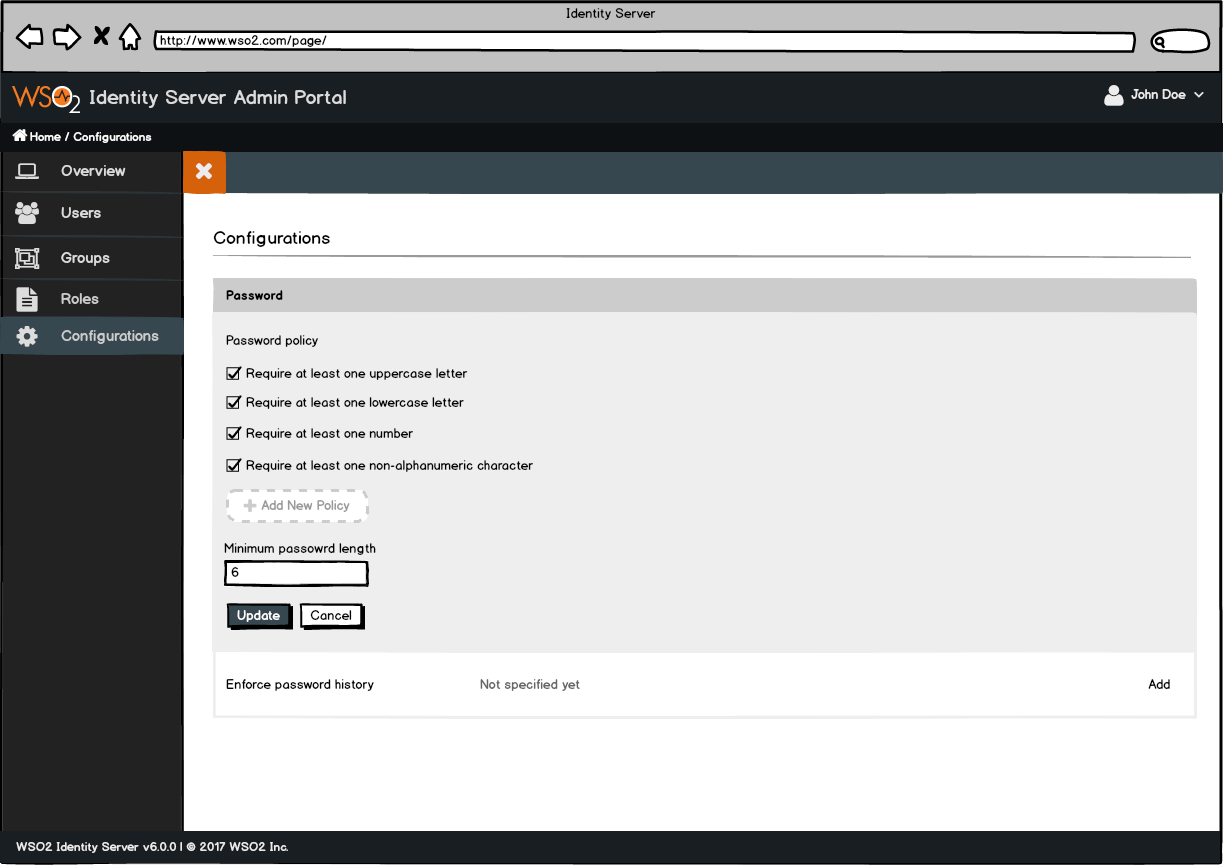 Identity Server
http://www.wso2.com/page/
WSO2 Identity Server Admin Portal
John Doe
Home / Configurations
Overview
Users
Groups
Roles
Configurations
Configurations
Password
Password policy
Require at least one uppercase letter
Require at least one lowercase letter
Require at least one number
Require at least one non-alphanumeric character
Add New Policy
Minimum passowrd length
6
Update Cancel
Enforce password history Not specified yet Add
WSO2 Identity Server v6.0.0 | © 2017 WSO2 Inc.